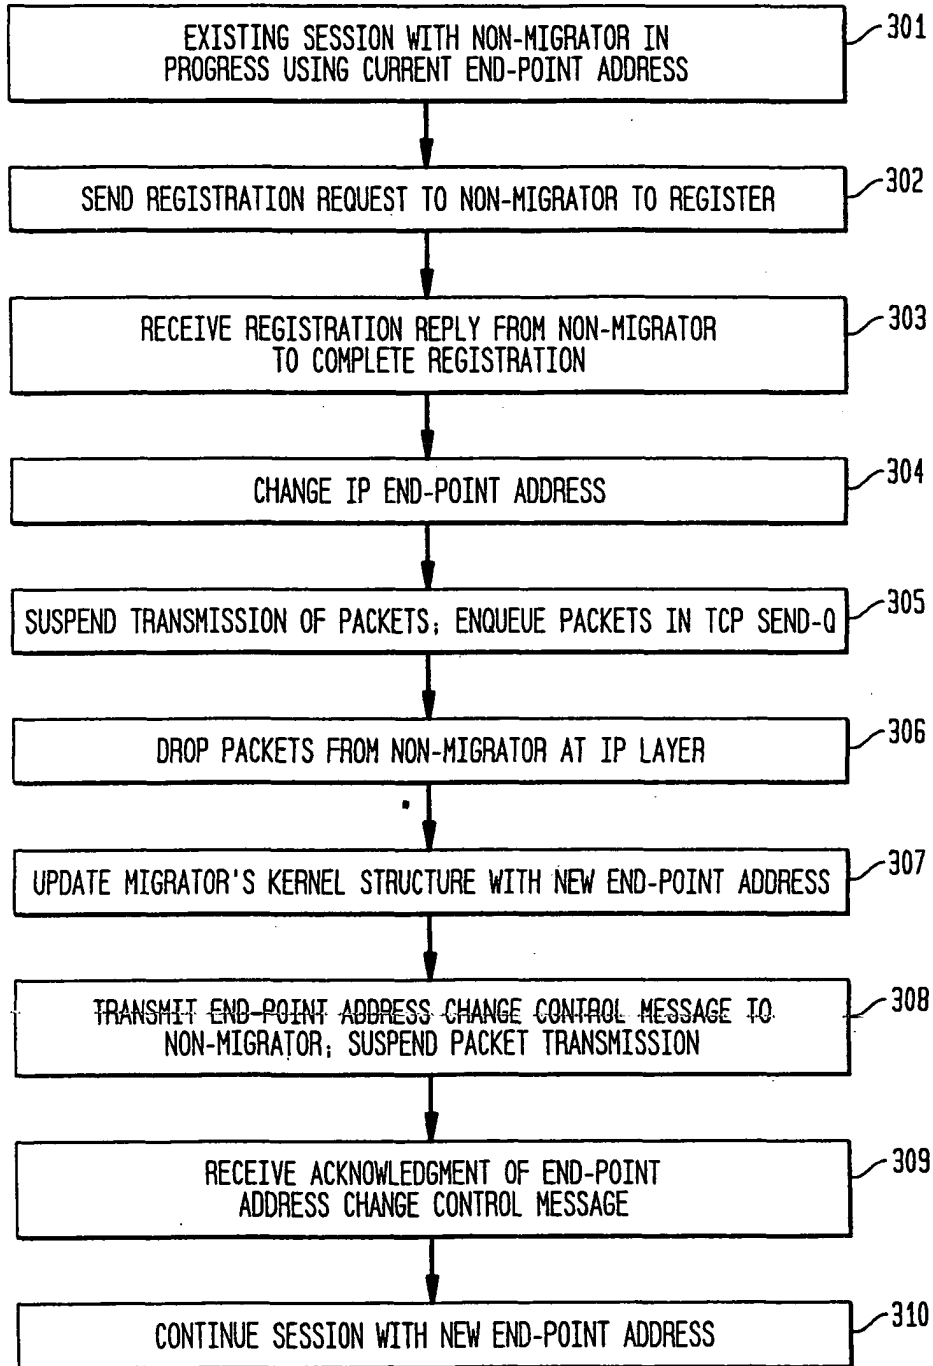 EXISTING SESSION WITH NON-MIGRATOR IN
PROGRESS USING CURRENT END-POINT ADDRESS
301
SEND REGISTRATION REQUEST TO NON-MIGRATOR TO REGISTER
302
RECEIVE REGISTRATION REPLY FROM NON-MIGRATOR
TO COMPLETE REGISTRATION
303
CHANGE IP END-POINT ADDRESS
304
SUSPEND TRANSMISSION OF PACKETS; ENQUEUE PACKETS IN TCP SEND-Q
305
DROP PACKETS FROM NON-MIGRATOR AT IP LAYER
306
UPDATE MIGRATOR'S KERNEL STRUCTURE WITH NEW END-POINT ADDRESS
307
TRANSMIT END-POINT ADDRESS CHANGE CONTROL MESSAGE TO
NON-MIGRATOR; SUSPEND PACKET TRANSMISSION
308
RECEIVE ACKNOWLEDGMENT OF END-POINT
ADDRESS CHANGE CONTROL MESSAGE
309
CONTINUE SESSION WITH NEW END-POINT ADDRESS
310